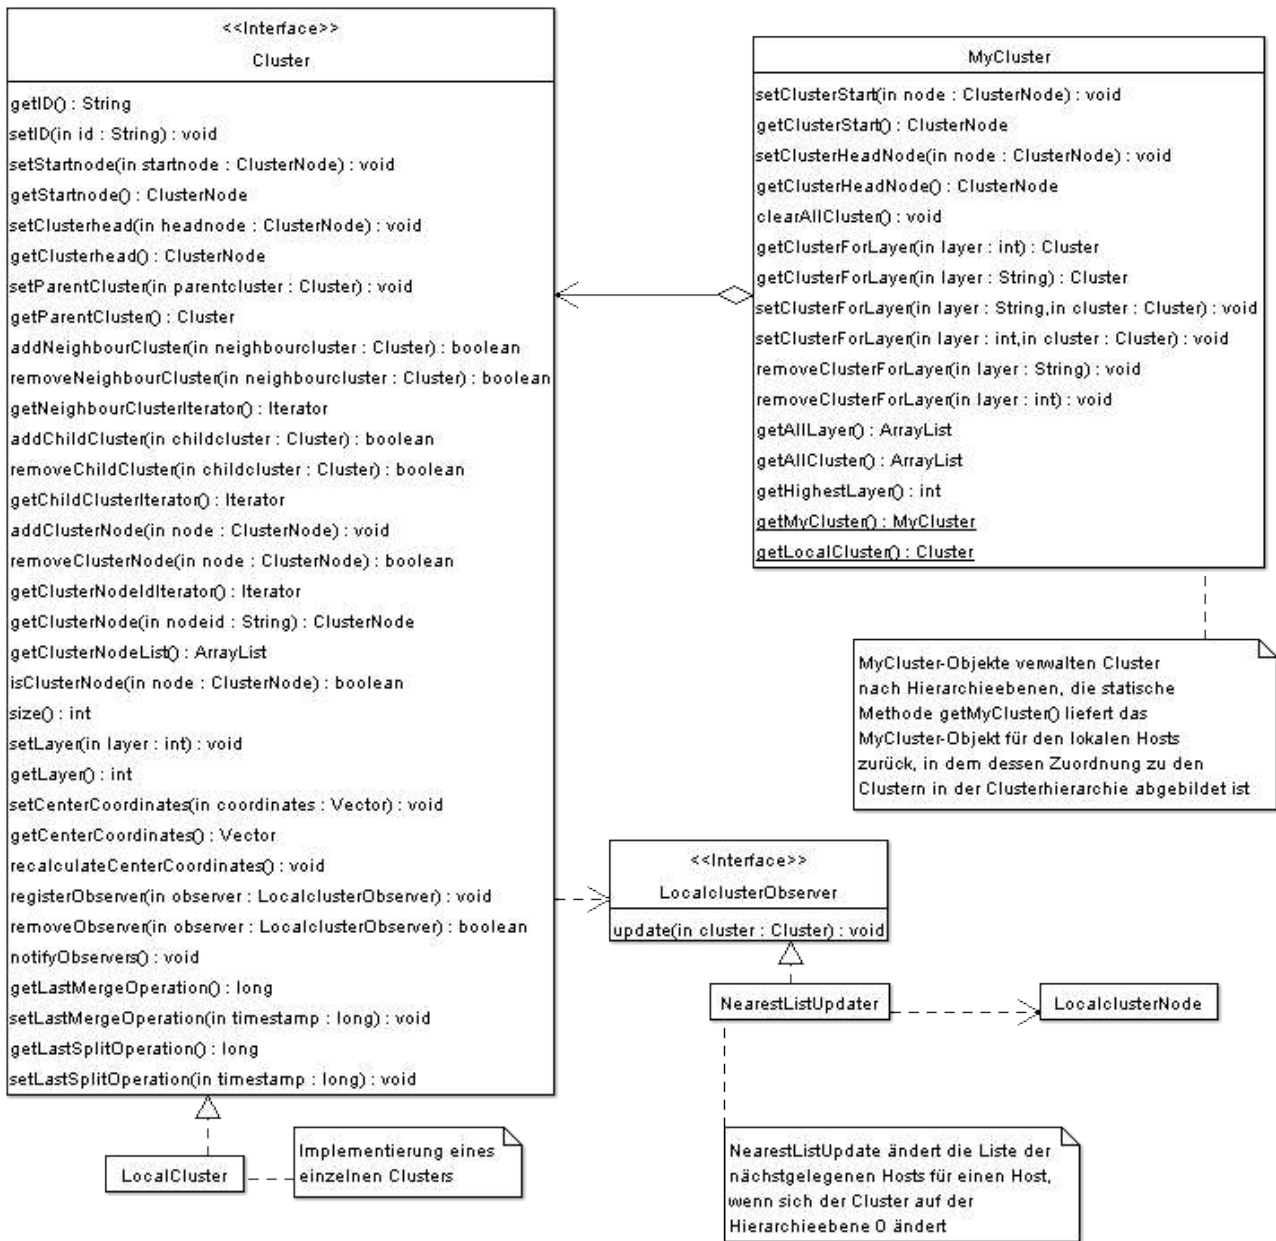 <<Interface>>
Cluster
getID() : String
setID(in id : String) : void
setStartnode(in startnode : ClusterNode) : void
getStartnode() : ClusterNode
setClusterhead(in headnode : ClusterNode) : void
getClusterhead() : ClusterNode
setParentCluster(in parentcluster : Cluster) : void
getParentCluster() : Cluster
addNeighbourCluster(in neighbourcluster : Cluster) : boolean
removeNeighbourCluster(in neighbourcluster : Cluster) : boolean
getNeighbourClusterIterator() : Iterator
addChildCluster(in childcluster : Cluster) : boolean
removeChildCluster(in childcluster : Cluster) : boolean
getChildClusterIterator() : Iterator
addClusterNode(in node : ClusterNode) : void
removeClusterNode(in node : ClusterNode) : boolean
getClusterNodeIdIterator() : Iterator
getClusterNode(in nodeid : String) : ClusterNode
getClusterNodeList() : ArrayList
isClusterNode(in node : ClusterNode) : boolean
size() : int
setLayer(in layer : int) : void
getLayer() : int
setCenterCoordinates(in coordinates : Vector) : void
getCenterCoordinates() : Vector
recalculateCenterCoordinates() : void
registerObserver(in observer : LocalclusterObserver) : void
removeObserver(in observer : LocalclusterObserver) : boolean
notifyObservers() : void
getLastMergeOperation() : long
setLastMergeOperation(in timestamp : long) : void
getLastSplitOperation() : long
setLastSplitOperation(in timestamp : long) : void
MyCluster
setClusterStart(in node : ClusterNode) : void
getClusterStart() : ClusterNode
setClusterHeadNode(in node : ClusterNode) : void
getClusterHeadNode() : ClusterNode
clearAllCluster() : void
getClusterForLayer(in layer : int) : Cluster
getClusterForLayer(in layer : String) : Cluster
setClusterForLayer(in layer : String,in cluster : Cluster) : void
setClusterForLayer(in layer : int,in cluster : Cluster) : void
removeClusterForLayer(in layer : String) : void
removeClusterForLayer(in layer : int) : void
getAllLayer() : ArrayList
getAllCluster() : ArrayList
getHighestLayer() : int
getMyCluster() : MyCluster
getLocalCluster() : Cluster
MyCluster-Objekte verwalten Cluster
nach Hierarchieebenen, die statische
Methode getMyCluster() liefert das
MyCluster-Objekt für den lokalen Hosts
zurück, in dem dessen Zuordnung zu den
Clustern in der Clusterhierarchie abgebildet ist
<<Interface>>
LocalclusterObserver
update(in cluster : Cluster) : void
NearestListUpdater
LocalclusterNode
LocalCluster
Implementierung eines
einzelnen Clusters
NearestListUpdate ändert die Liste der
nächstgelegenen Hosts für einen Host,
wenn sich der Cluster auf der
Hierarchieebene 0 ändert